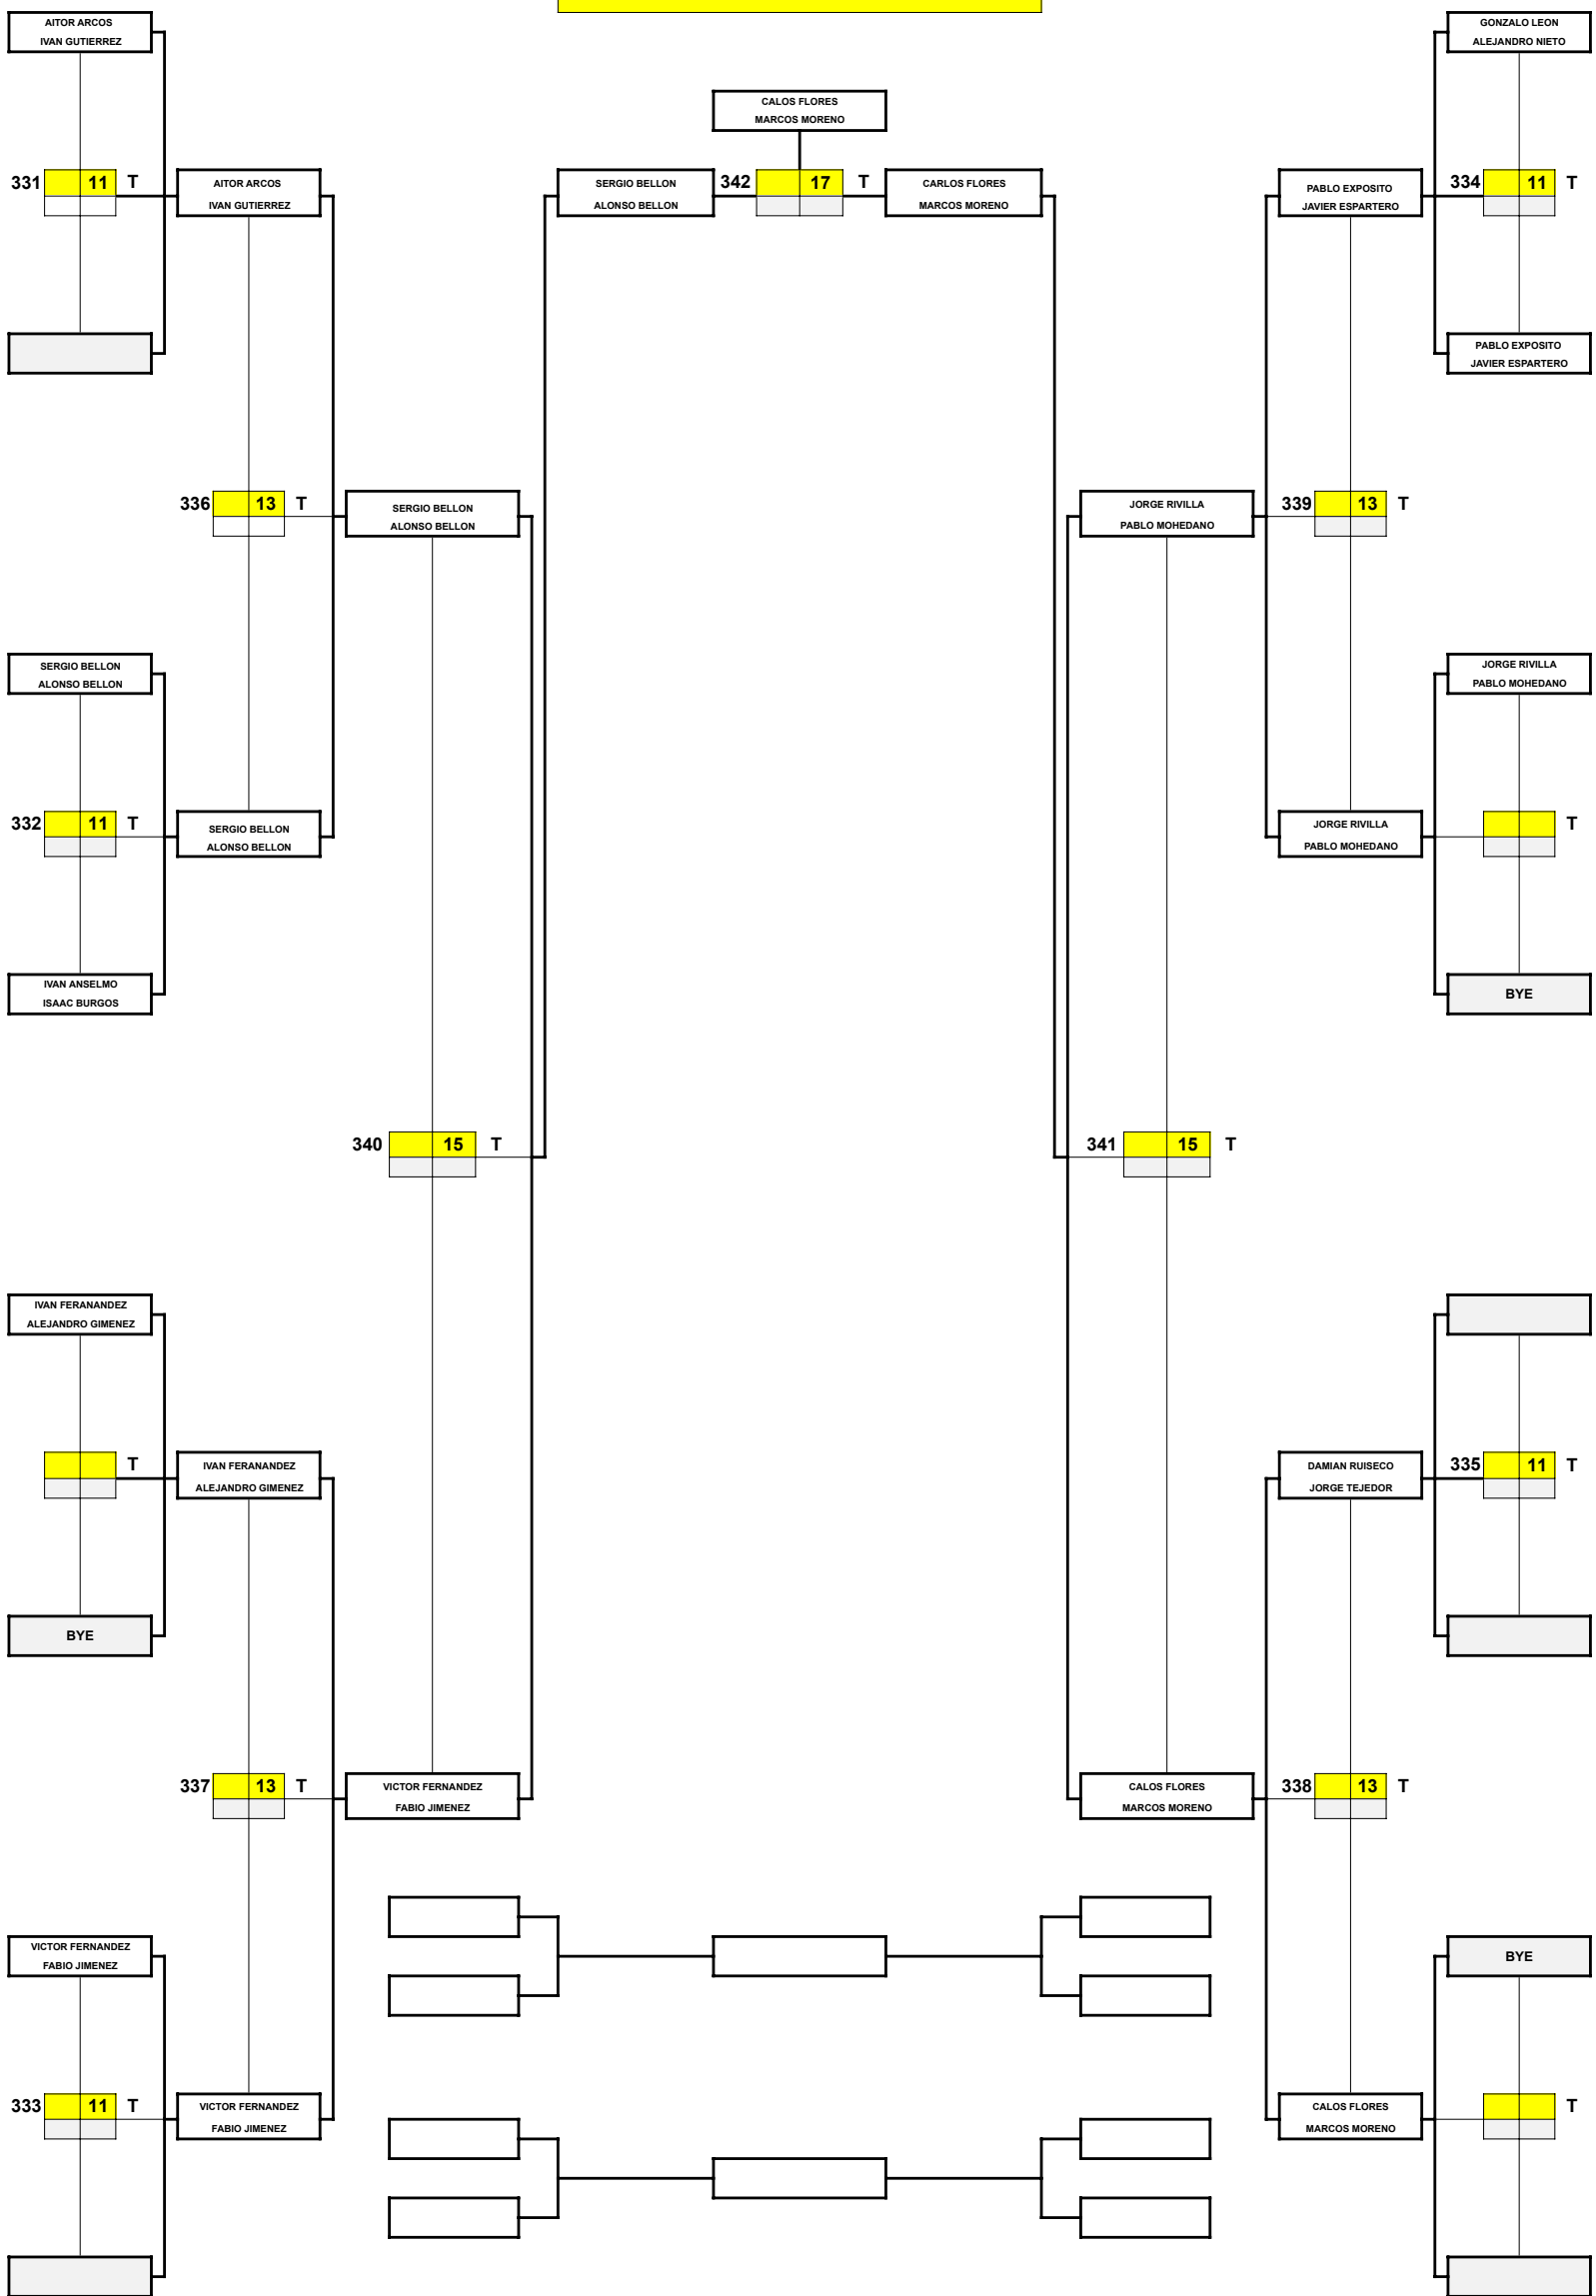 AITOR ARCOS
IVAN GUTIERREZ
GONZALO LEON
ALEJANDRO NIETO
CALOS FLORES
MARCOS MORENO
331 11 T
AITOR ARCOS
IVAN GUTIERREZ
SERGIO BELLON
ALONSO BELLON
342 17 T
CARLOS FLORES
MARCOS MORENO
PABLO EXPOSITO
JAVIER ESPARTERO
334 11 T
PABLO EXPOSITO
JAVIER ESPARTERO
336 13 T
SERGIO BELLON
ALONSO BELLON
JORGE RIVILLA
PABLO MOHEDANO
339 13 T
SERGIO BELLON
ALONSO BELLON
JORGE RIVILLA
PABLO MOHEDANO
332 11 T
SERGIO BELLON
ALONSO BELLON
JORGE RIVILLA
PABLO MOHEDANO
T
IVAN ANSELMO
ISAAC BURGOS
BYE
340 15 T
341 15 T
IVAN FERANANDEZ
ALEJANDRO GIMENEZ
T
IVAN FERANANDEZ
ALEJANDRO GIMENEZ
DAMIAN RUISECO
JORGE TEJEDOR
335 11 T
BYE
337 13 T
VICTOR FERNANDEZ
FABIO JIMENEZ
CALOS FLORES
MARCOS MORENO
338 13 T
VICTOR FERNANDEZ
FABIO JIMENEZ
BYE
333 11 T
VICTOR FERNANDEZ
FABIO JIMENEZ
CALOS FLORES
MARCOS MORENO
T